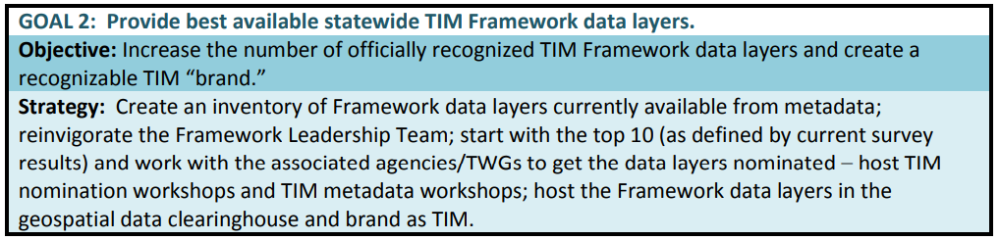 GOAL 2:  Provide best available statewide TIM Framework data layers.
Objective: Increase the number of officially recognized TIM Framework data layers and create a
recognizable TIM “brand.”
Strategy:  Create an inventory of Framework data layers currently available from metadata;
reinvigorate the Framework Leadership Team; start with the top 10 (as defined by current survey
results) and work with the associated agencies/TWGs to get the data layers nominated – host TIM
nomination workshops and TIM metadata workshops; host the Framework data layers in the
geospatial data clearinghouse and brand as TIM.